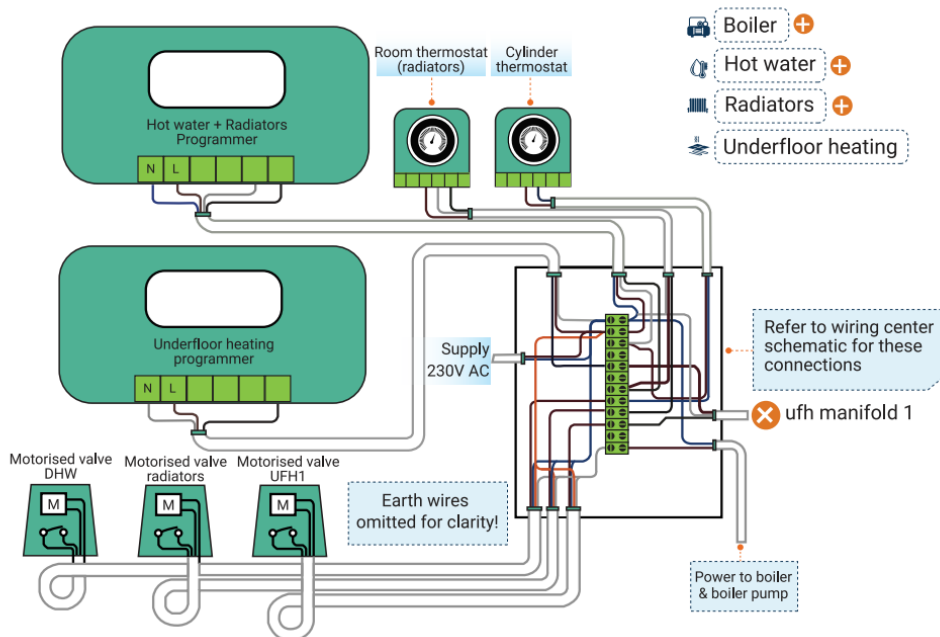 Boiler
Hot water
Radiators
Underfloor heating
Room thermostat
(radiators)
Cylinder
thermostat
Hot water + Radiators
Programmer
N L
Underfloor heating
programmer
N L
Supply
230V AC
Refer to wiring center
schematic for these
connections
ufh manifold 1
Motorised valve
DHW
M
Motorised valve
radiators
M
Motorised valve
UFH1
M
Earth wires
omitted for clarity!
Power to boiler
& boiler pump